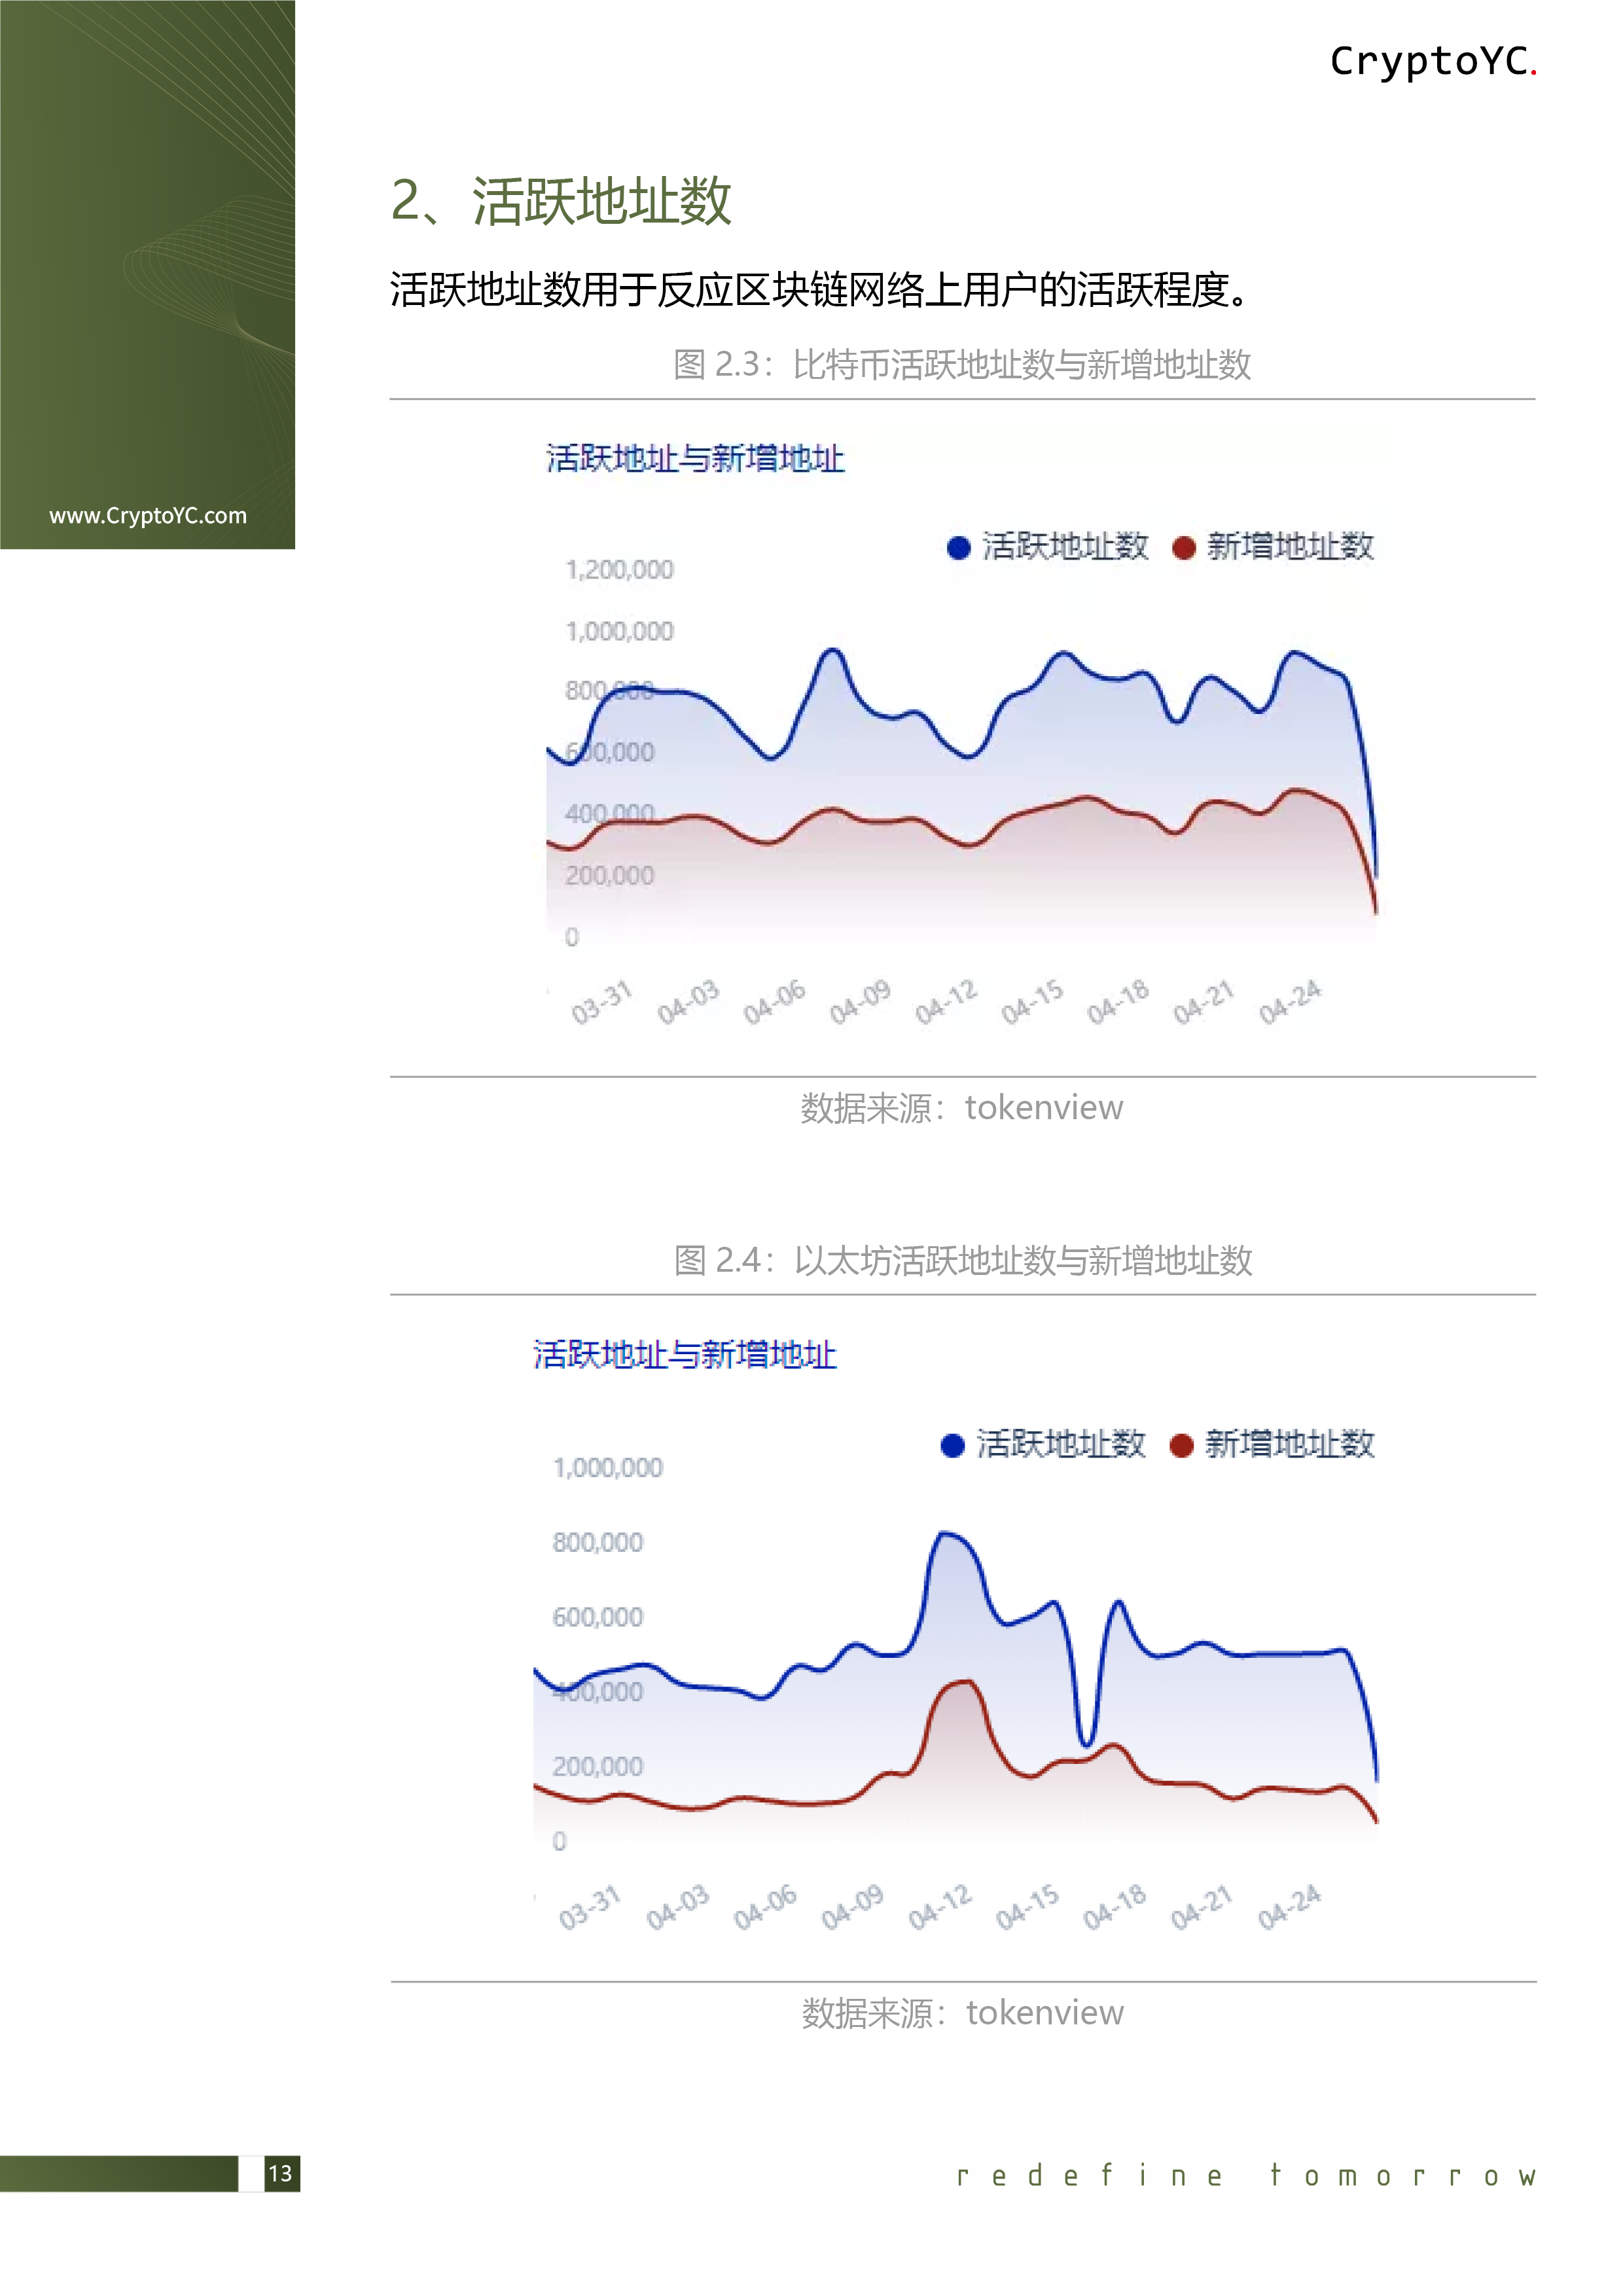 CryptoYC.
www.CryptoYC.com
2、活跃地址数
活跃地址数用于反应区块链网络上用户的活跃程度。
图 2.3：比特币活跃地址数与新增地址数
活跃地址与新增地址
活跃地址数 新增地址数
1,200,000
1,000,000
800,000
600,000
400,000
200,000
0
03-31 04-03 04-06 04-09 04-12 04-15 04-18 04-21 04-24
数据来源：tokenview
图 2.4：以太坊活跃地址数与新增地址数
活跃地址与新增地址
活跃地址数 新增地址数
1,000,000
800,000
600,000
400,000
200,000
0
03-31 04-03 04-06 04-09 04-12 04-15 04-18 04-21 04-24
数据来源：tokenview
13
redefine tomorrow